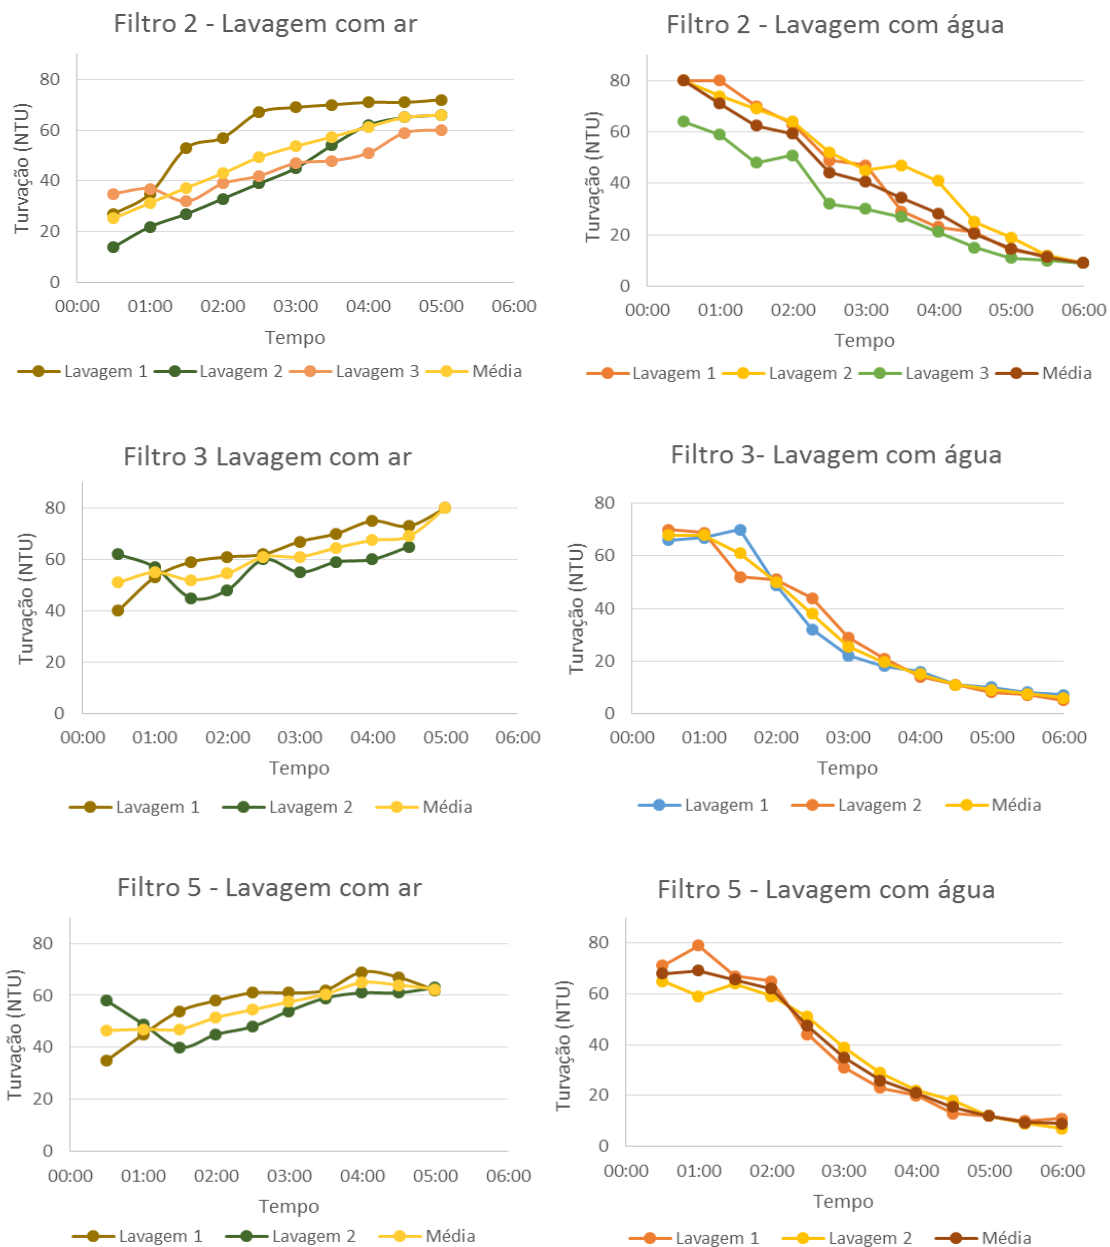 Filtro 2 - Lavagem com ar
Turvação (NTU)
80
60
40
20
0
00:00 01:00 02:00 03:00 04:00 05:00 06:00
Tempo
Lavagem 1 Lavagem 2 Lavagem 3 Média
Filtro 2 - Lavagem com água
Turvação (NTU)
80
60
40
20
0
00:00 01:00 02:00 03:00 04:00 05:00 06:00
Tempo
Lavagem 1 Lavagem 2 Lavagem 3 Média
Filtro 3 Lavagem com ar
Turvação (NTU)
80
60
40
20
0
00:00 01:00 02:00 03:00 04:00 05:00 06:00
Tempo
Lavagem 1 Lavagem 2 Média
Filtro 3- Lavagem com água
Turvação (NTU)
80
60
40
20
0
00:00 01:00 02:00 03:00 04:00 05:00 06:00
Tempo
Lavagem 1 Lavagem 2 Média
Filtro 5 - Lavagem com ar
Turvação (NTU)
80
60
40
20
0
00:00 01:00 02:00 03:00 04:00 05:00 06:00
Tempo
Lavagem 1 Lavagem 2 Média
Filtro 5 - Lavagem com água
Turvação (NTU)
80
60
40
20
0
00:00 01:00 02:00 03:00 04:00 05:00 06:00
Tempo
Lavagem 1 Lavagem 2 Média